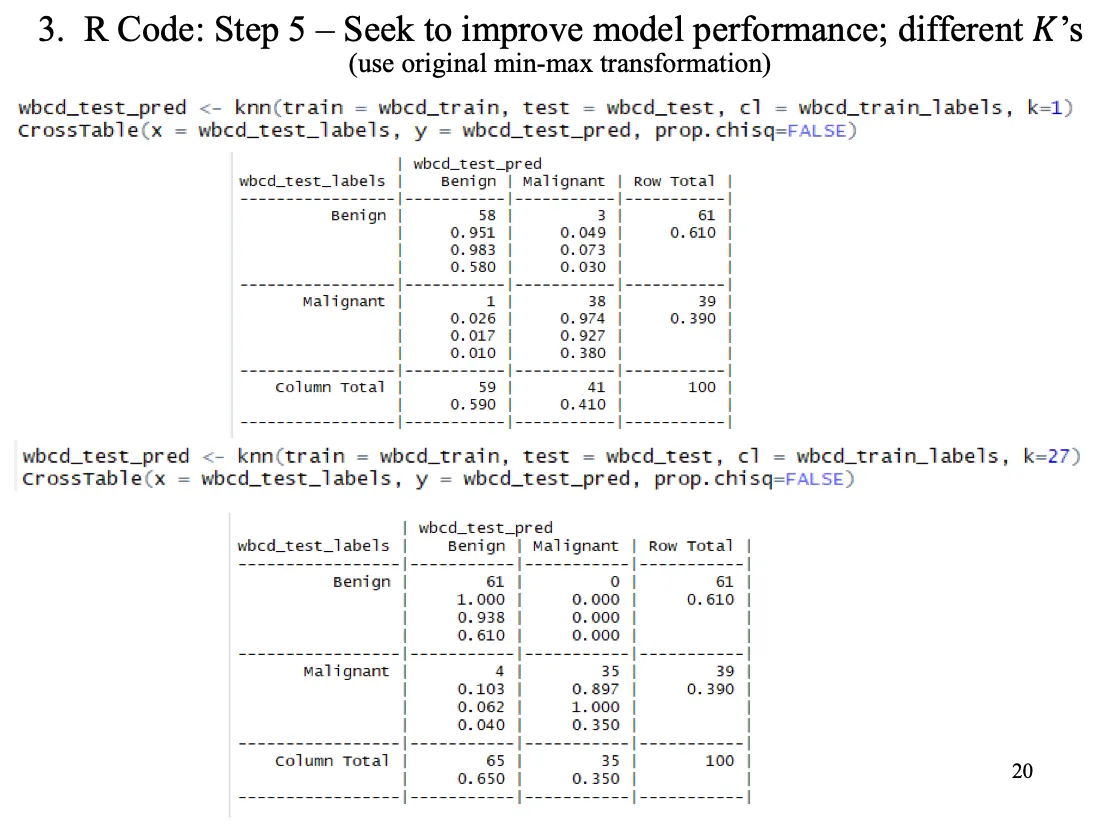 3. R Code: Step 5 – Seek to improve model performance; different K's
(use original min-max transformation)
wbcd_test_pred <- knn(train = wbcd_train, test = wbcd_test, cl = wbcd_train_labels, k=1)
CrossTable(x = wbcd_test_labels, y = wbcd_test_pred, prop.chisq=FALSE)
| wbcd_test_pred
wbcd_test_labels | Benign | Malignant | Row Total |
-----------------|-----------|-----------|-----------|
Benign | 58 | 3 | 61 |
| 0.951 | 0.049 | 0.610 |
| 0.983 | 0.073 | |
| 0.580 | 0.030 | |
-----------------|-----------|-----------|-----------|
Malignant | 1 | 38 | 39 |
| 0.026 | 0.974 | 0.390 |
| 0.017 | 0.927 | |
| 0.010 | 0.380 | |
-----------------|-----------|-----------|-----------|
Column Total | 59 | 41 | 100 |
| 0.590 | 0.410 | |
-----------------|-----------|-----------|-----------|
wbcd_test_pred <- knn(train = wbcd_train, test = wbcd_test, cl = wbcd_train_labels, k=27)
CrossTable(x = wbcd_test_labels, y = wbcd_test_pred, prop.chisq=FALSE)
| wbcd_test_pred
wbcd_test_labels | Benign | Malignant | Row Total |
-----------------|-----------|-----------|-----------|
Benign | 61 | 0 | 61 |
| 1.000 | 0.000 | 0.610 |
| 0.938 | 0.000 | |
| 0.610 | 0.000 | |
-----------------|-----------|-----------|-----------|
Malignant | 4 | 35 | 39 |
| 0.103 | 0.897 | 0.390 |
| 0.062 | 1.000 | |
| 0.040 | 0.350 | |
-----------------|-----------|-----------|-----------|
Column Total | 65 | 35 | 100 |
| 0.650 | 0.350 | |
-----------------|-----------|-----------|-----------|
20